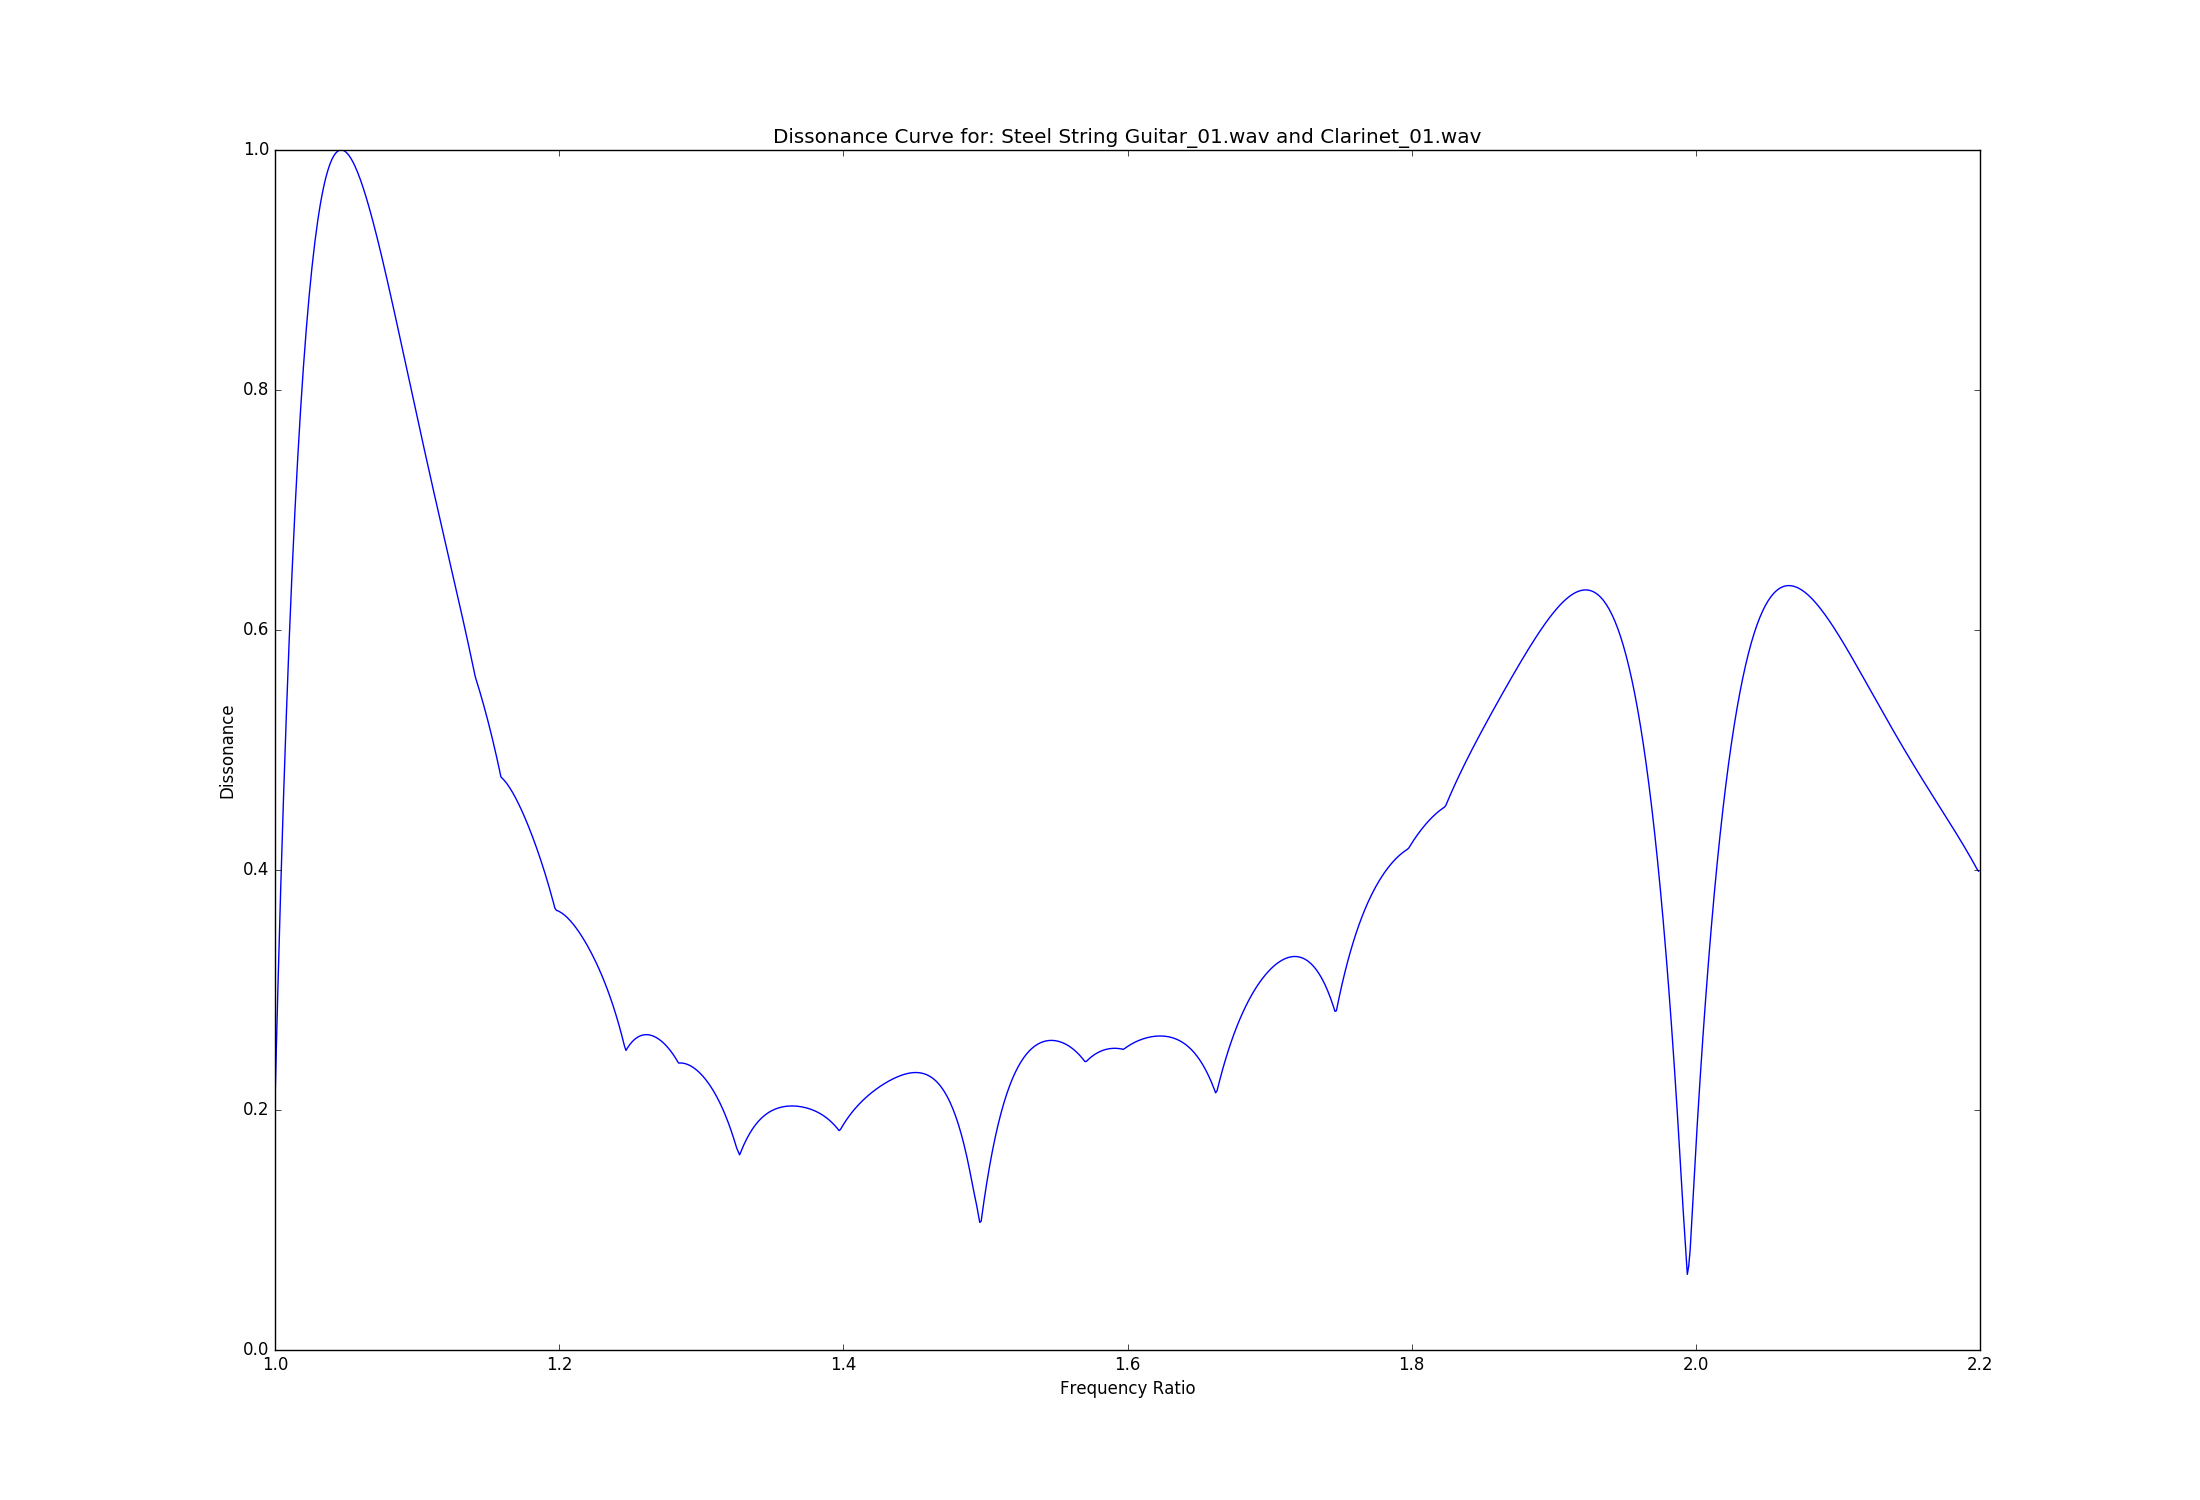 Dissonance Curve for: Steel String Guitar_01.wav and Clarinet_01.wav
1.0
0.8
0.6
0.4
0.2
0.0
Dissonance
1.0 1.2 1.4 1.6 1.8 2.0 2.2
Frequency Ratio